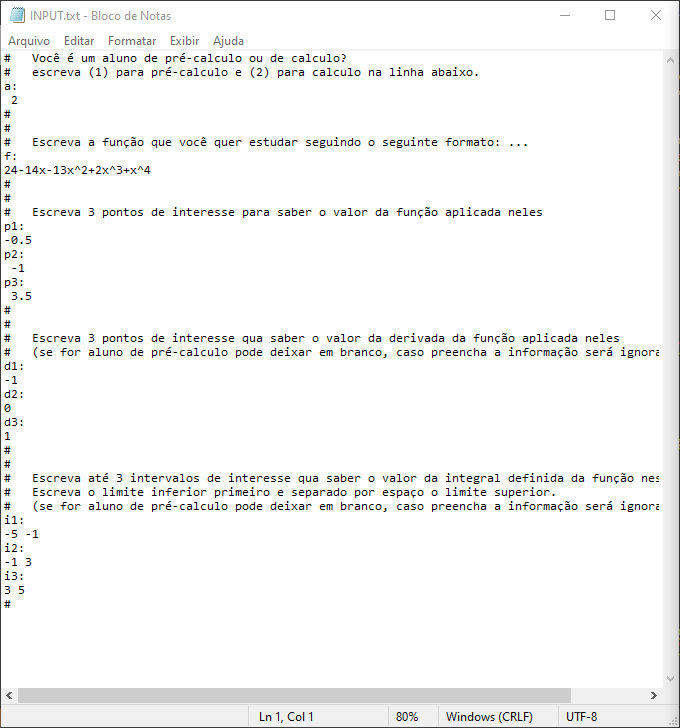 INPUT.txt - Bloco de Notas
Arquivo Editar Formatar Exibir Ajuda
# Você é um aluno de pré-calculo ou de calculo?
# escreva (1) para pré-calculo e (2) para calculo na linha abaixo.
a:
2
#
#
# Escreva a função que você quer estudar seguindo o seguinte formato: ...
f:
24-14x-13x^2+2x^3+x^4
#
#
# Escreva 3 pontos de interesse para saber o valor da função aplicada neles
p1:
-0.5
p2:
-1
p3:
3.5
#
#
# Escreva 3 pontos de interesse qua saber o valor da derivada da função aplicada neles
# (se for aluno de pré-calculo pode deixar em branco, caso preencha a informação será ignora
d1:
-1
d2:
0
d3:
1
#
#
# Escreva até 3 intervalos de interesse qua saber o valor da integral definida da função nes
# Escreva o limite inferior primeiro e separado por espaço o limite superior.
# (se for aluno de pré-calculo pode deixar em branco, caso preencha a informação será ignora
i1:
-5 -1
i2:
-1 3
i3:
3 5
#
Ln 1, Col 1 80% Windows (CRLF) UTF-8